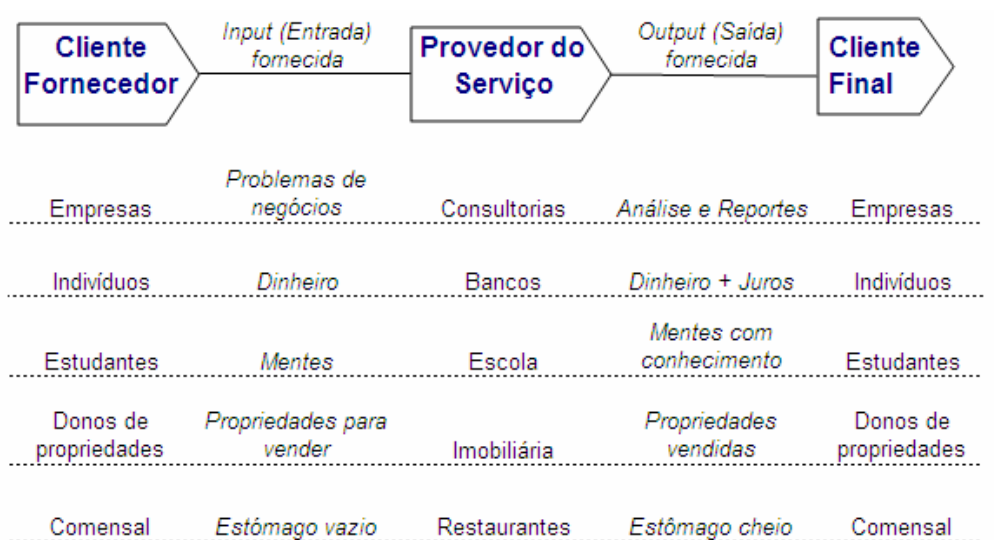 Cliente Fornecedor
Input (Entrada) fornecida
Provedor do Serviço
Output (Saída) fornecida
Cliente Final
Empresas
Problemas de negócios
Consultorias
Análise e Reportes
Empresas
Indivíduos
Dinheiro
Bancos
Dinheiro + Juros
Indivíduos
Estudantes
Mentes
Escola
Mentes com conhecimento
Estudantes
Donos de propriedades
Propriedades para vender
Imobiliária
Propriedades vendidas
Donos de propriedades
Comensal
Estômago vazio
Restaurantes
Estômago cheio
Comensal